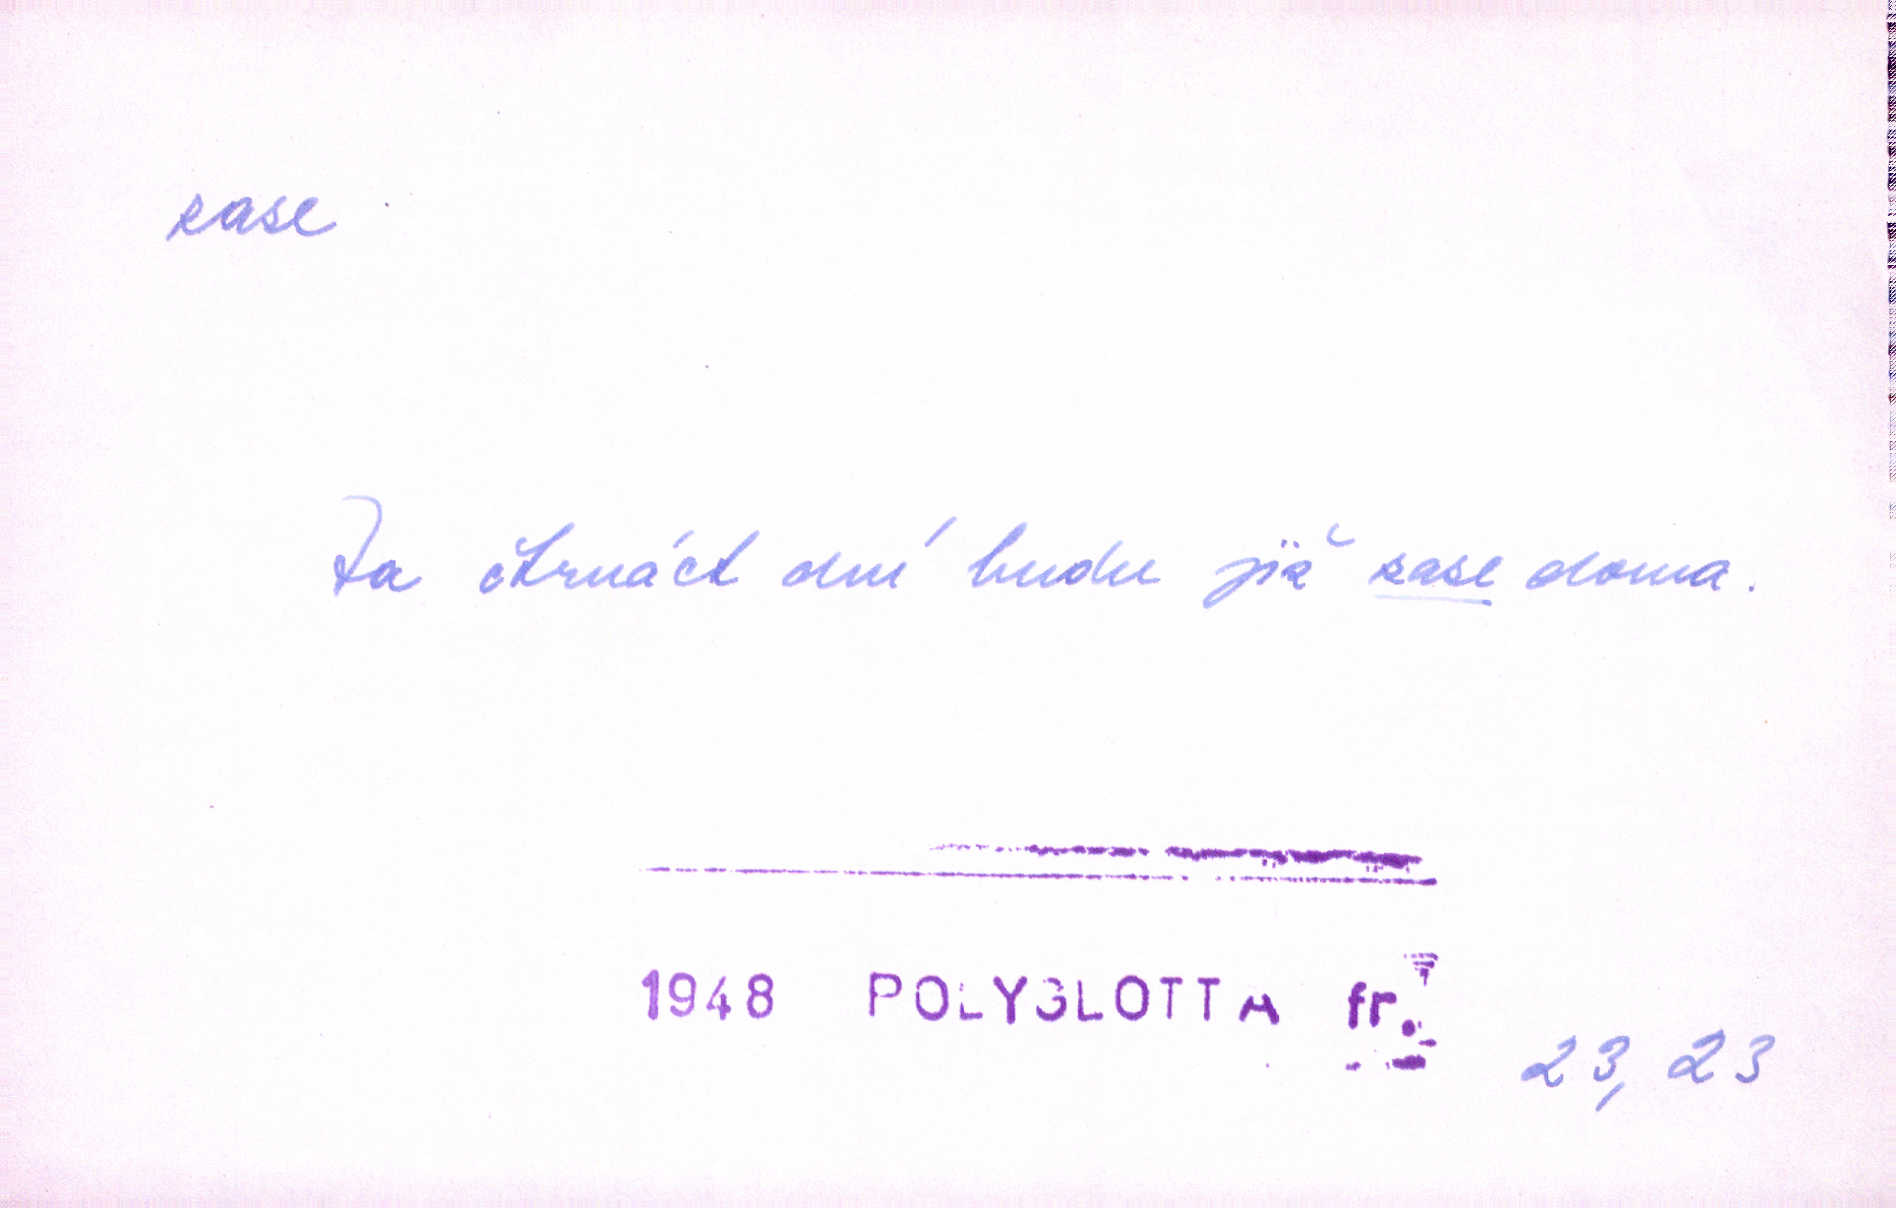 zase
Za čtrnáct dní budu již zase doma.
1948 POLYGLOTTA fr.
23, 23